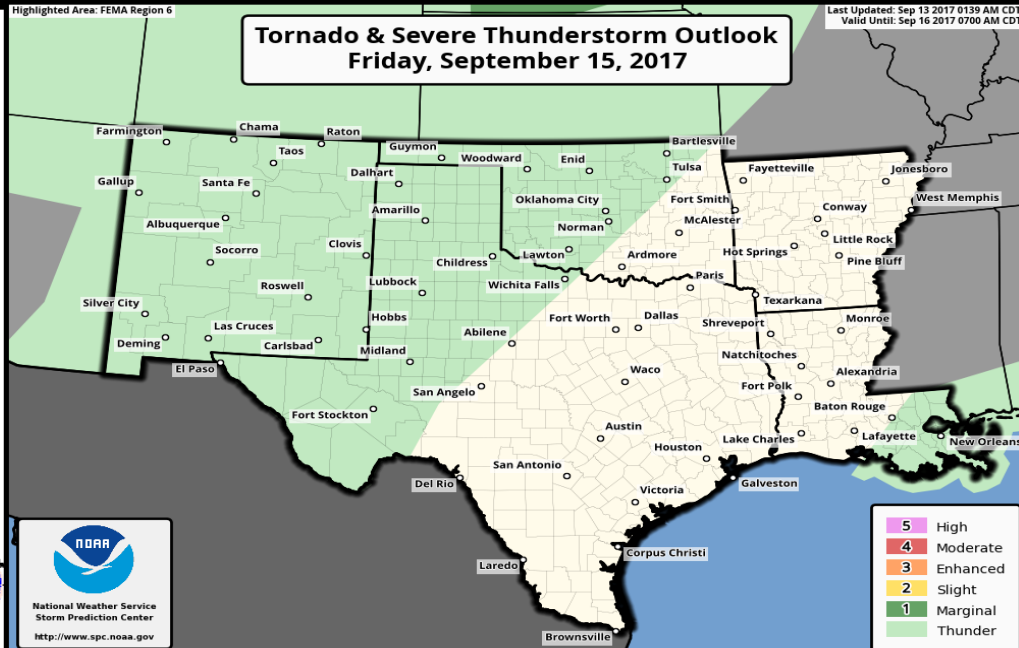 Highlighted Area: FEMA Region 6
Last Updated: Sep 13 2017 0139 AM CDT
Valid Until: Sep 16 2017 0700 AM CDT
Tornado & Severe Thunderstorm Outlook
Friday, September 15, 2017
Farmington
Chama
Raton
Taos
Guymon
Woodward
Enid
Bartlesville
Tulsa
Fayetteville
Jonesboro
Gallup
Santa Fe
Dalhart
Fort Smith
West Memphis
Albuquerque
Amarillo
Oklahoma City
McAlester
Conway
Norman
Socorro
Clovis
Childress
Lawton
Ardmore
Hot Springs
Little Rock
Pine Bluff
Roswell
Lubbock
Wichita Falls
Paris
Texarkana
Silver City
Las Cruces
Hobbs
Abilene
Fort Worth
Dallas
Shreveport
Monroe
Deming
Carlsbad
Midland
Natchitoches
El Paso
San Angelo
Waco
Fort Polk
Alexandria
Fort Stockton
Baton Rouge
Austin
Houston
Lake Charles
Lafayette
New Orleans
San Antonio
Del Rio
Galveston
Victoria
Corpus Christi
Laredo
Brownsville
NOAA
National Weather Service
Storm Prediction Center
http://www.spc.noaa.gov
5 High
4 Moderate
3 Enhanced
2 Slight
1 Marginal
Thunder